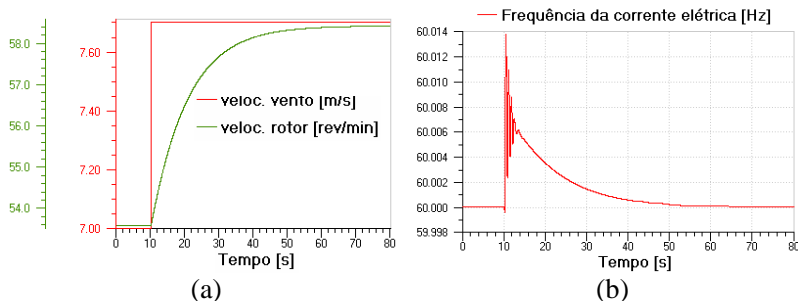 58.0
57.0
56.0
55.0
54.0
7.60
7.40
7.20
7.00
veloc. vento [m/s]
veloc. rotor [rev/min]
0 10 20 30 40 50 60 70 80
Tempo [s]
(a)
Frequência da corrente elétrica [Hz]
60.014
60.012
60.010
60.008
60.006
60.004
60.002
60.000
59.998
0 10 20 30 40 50 60 70 80
Tempo [s]
(b)